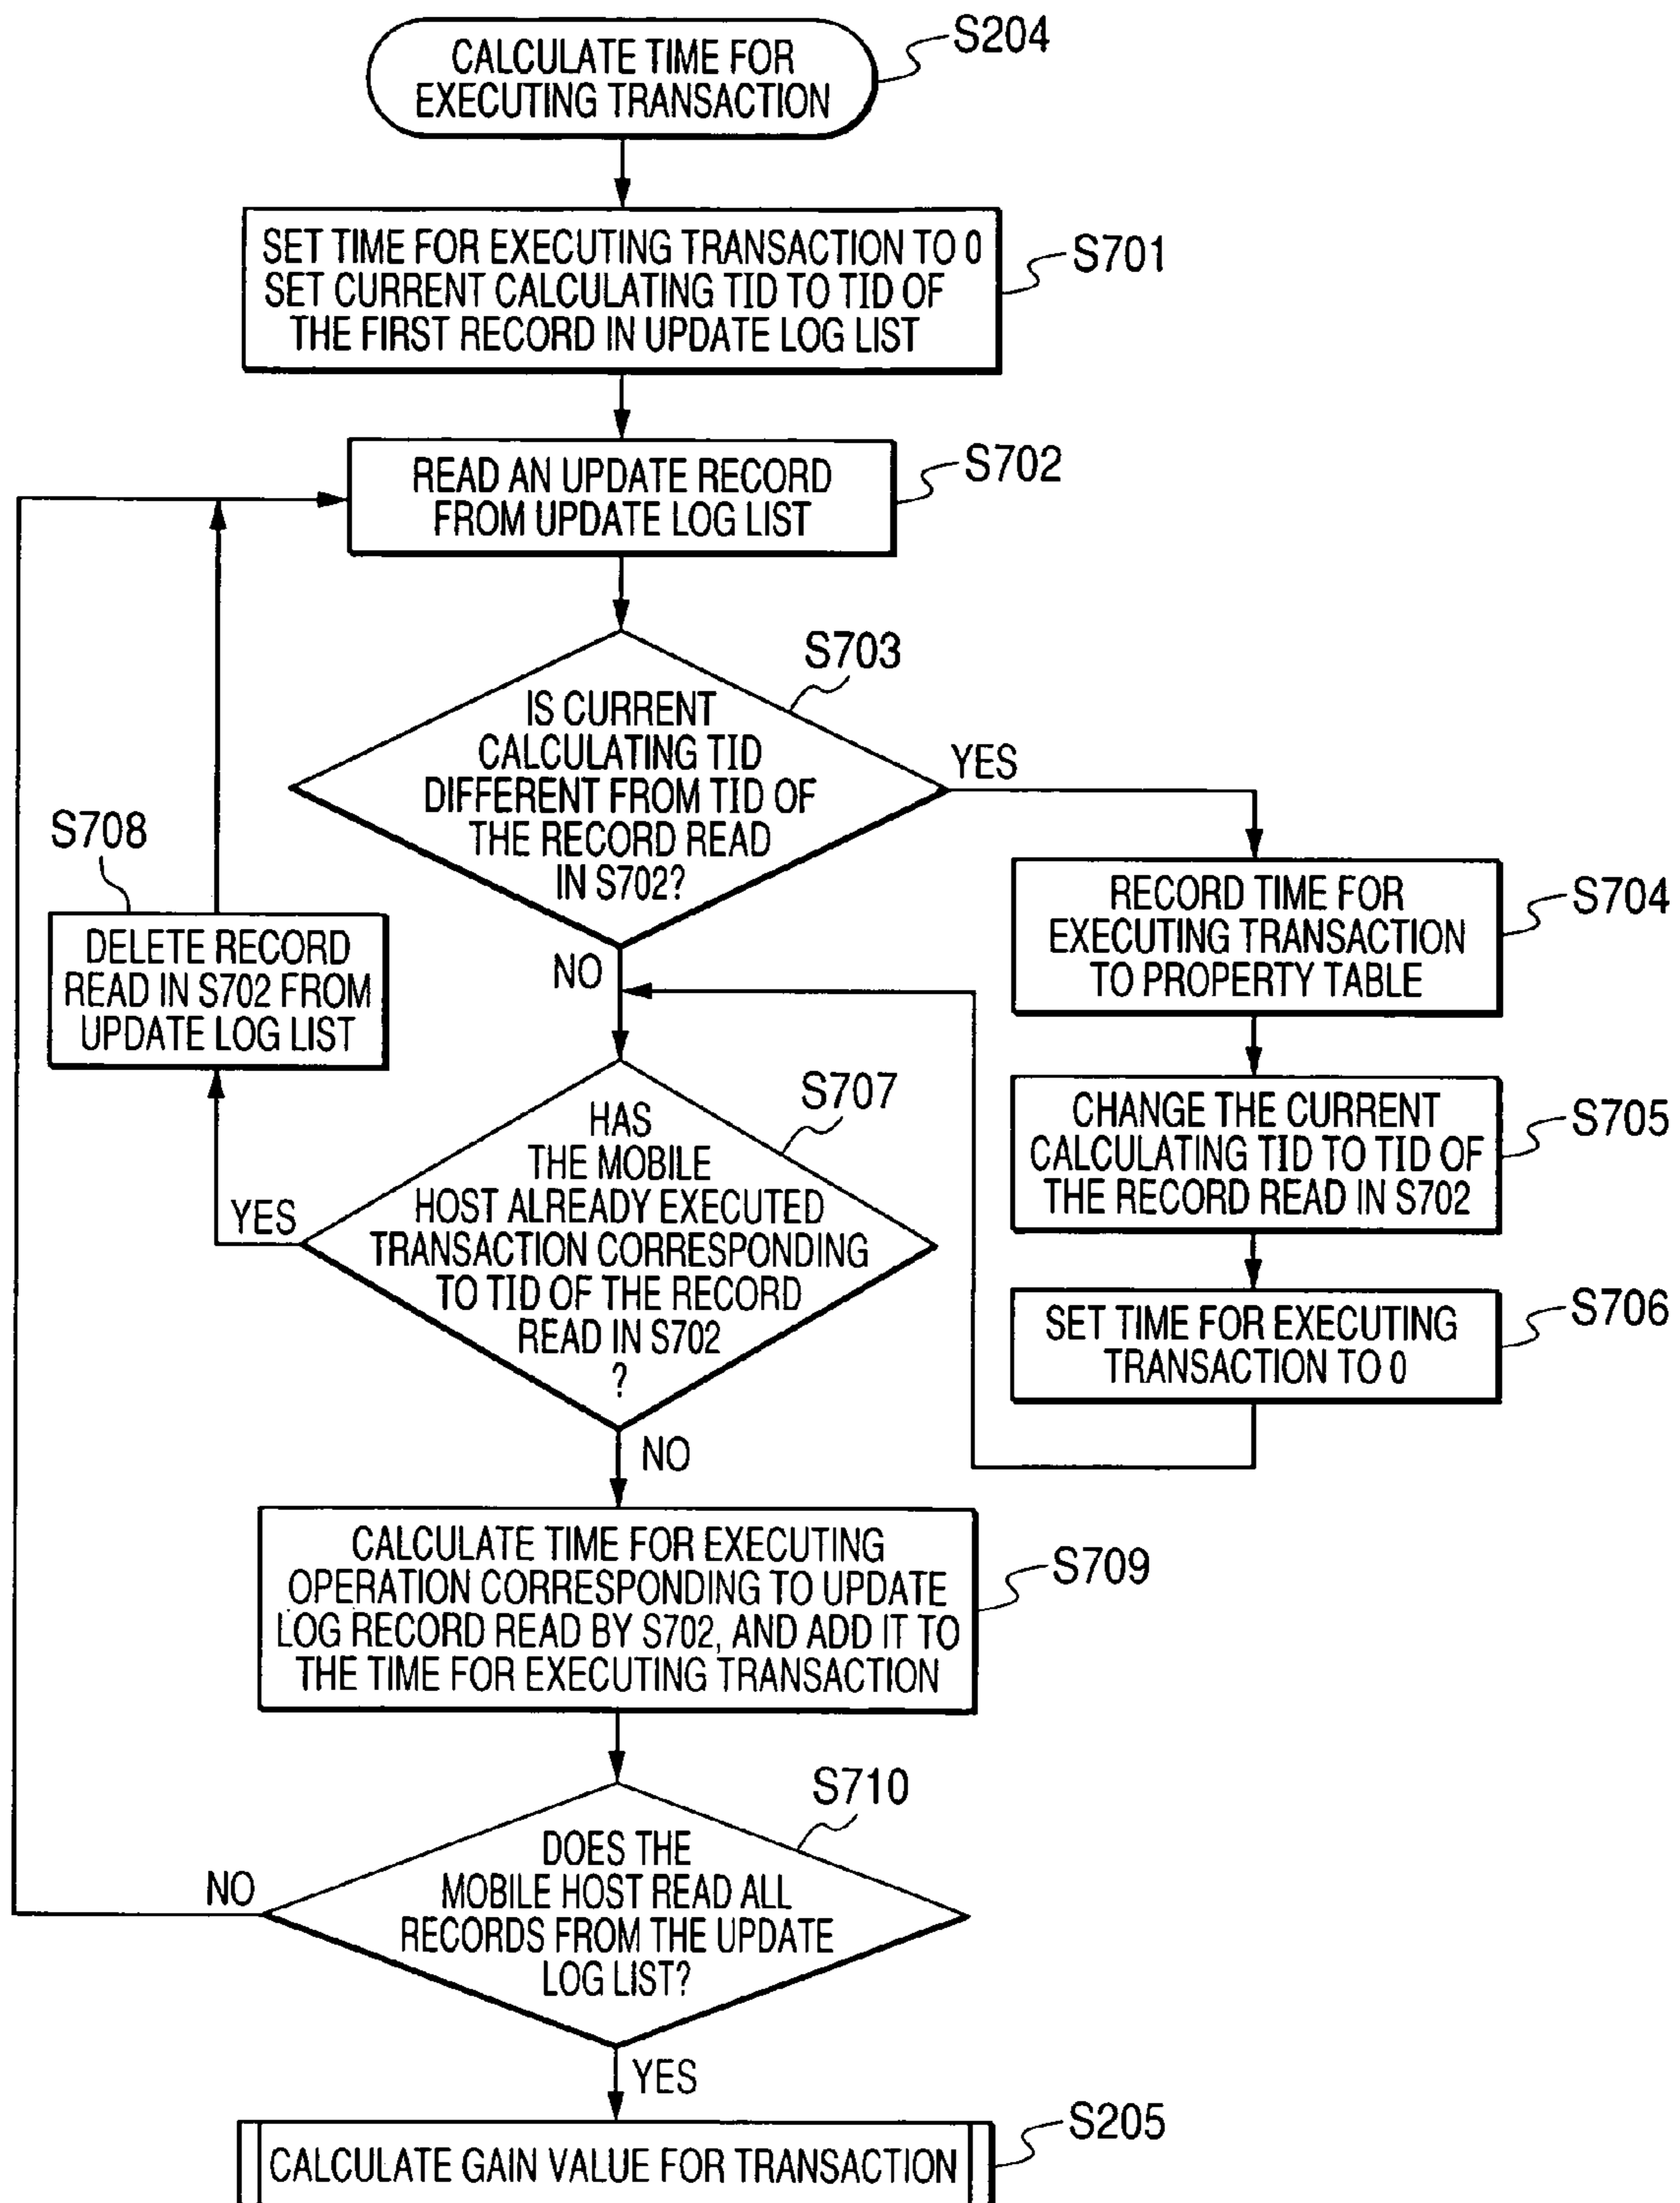 CALCULATE TIME FOR
EXECUTING TRANSACTION
S204
SET TIME FOR EXECUTING TRANSACTION TO 0
SET CURRENT CALCULATING TID TO TID OF
THE FIRST RECORD IN UPDATE LOG LIST
S701
READ AN UPDATE RECORD
FROM UPDATE LOG LIST
S702
S703
IS CURRENT
CALCULATING TID
DIFFERENT FROM TID OF
THE RECORD READ
IN S702?
YES
NO
S708
DELETE RECORD
READ IN S702 FROM
UPDATE LOG LIST
RECORD TIME FOR
EXECUTING TRANSACTION
TO PROPERTY TABLE
S704
CHANGE THE CURRENT
CALCULATING TID TO TID OF
THE RECORD READ IN S702
S705
SET TIME FOR EXECUTING
TRANSACTION TO 0
S706
S707
HAS
THE MOBILE
HOST ALREADY EXECUTED
TRANSACTION CORRESPONDING
TO TID OF THE RECORD
READ IN S702
?
YES
NO
CALCULATE TIME FOR EXECUTING
OPERATION CORRESPONDING TO UPDATE
LOG RECORD READ BY S702, AND ADD IT TO
THE TIME FOR EXECUTING TRANSACTION
S709
S710
DOES THE
MOBILE HOST READ ALL
RECORDS FROM THE UPDATE
LOG LIST?
NO
YES
CALCULATE GAIN VALUE FOR TRANSACTION
S205